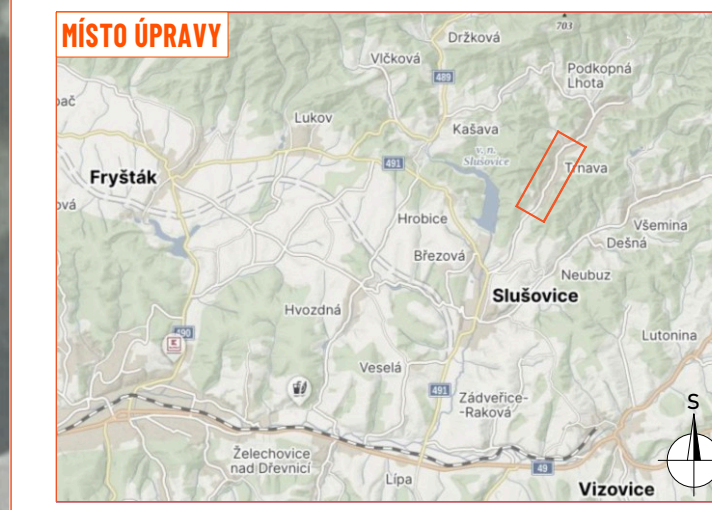 MÍSTO ÚPRAVY
703
Držková
Vlčková
489
Podkopná
Lhota
ač
Lukov
Kašava
491
v. n.
Slušovice
Trnava
Fryšták
ová
Hrobice
Všemina
Dešná
Březová
Neubuz
Slušovice
Hvozdná
490
Lutonina
Veselá
491
Zádveřice-
-Raková
Želechovice
nad Dřevnicí
Lípa
49
Vizovice
S